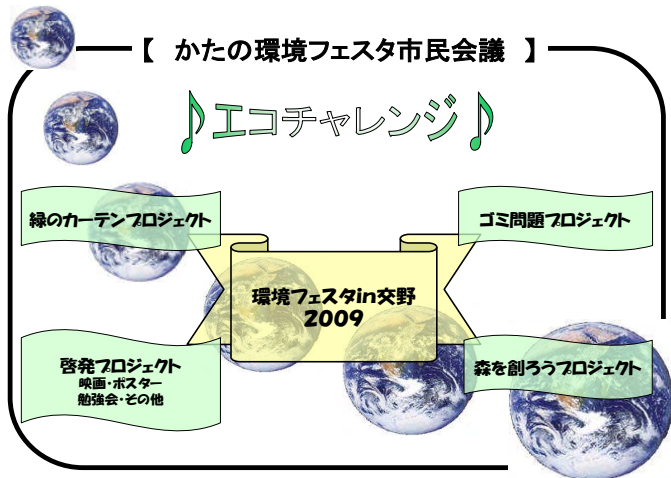 【 かたの環境フェスタ市民会議 】
♪エコチャレンジ♪
緑のカーテンプロジェクト
ゴミ問題プロジェクト
環境フェスタin交野
2009
啓発プロジェクト
映画・ポスター
勉強会・その他
森を創ろうプロジェクト